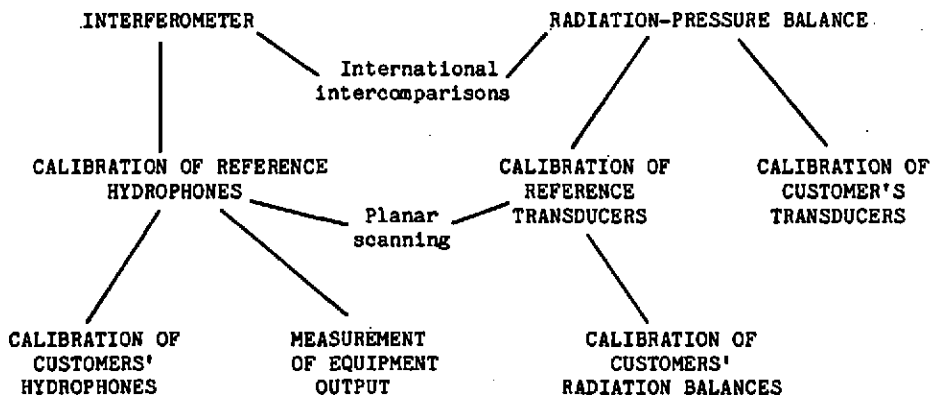 INTERFEROMETER
RADIATION-PRESSURE BALANCE
International
intercomparisons
CALIBRATION OF REFERENCE
HYDROPHONES
CALIBRATION OF
REFERENCE
TRANSDUCERS
CALIBRATION OF
CUSTOMER'S
TRANSDUCERS
Planar
scanning
CALIBRATION OF
CUSTOMERS'
HYDROPHONES
MEASUREMENT
OF EQUIPMENT
OUTPUT
CALIBRATION OF
CUSTOMERS'
RADIATION BALANCES